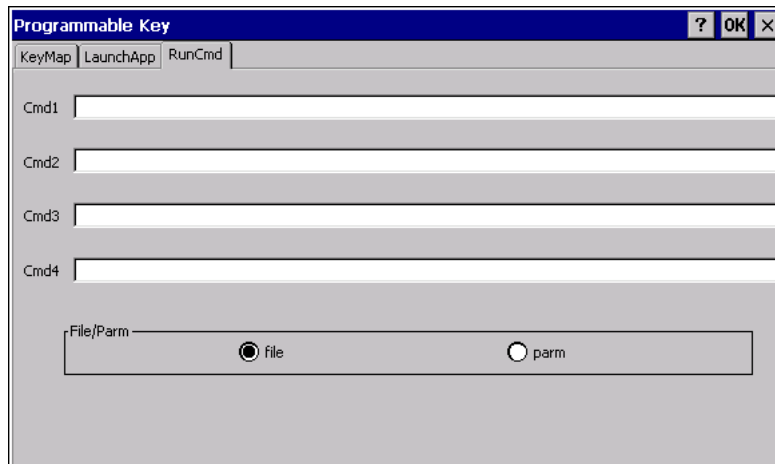 Programmable Key ? OK ×
KeyMap LaunchApp RunCmd
Cmd1
Cmd2
Cmd3
Cmd4
File/Parm
file parm